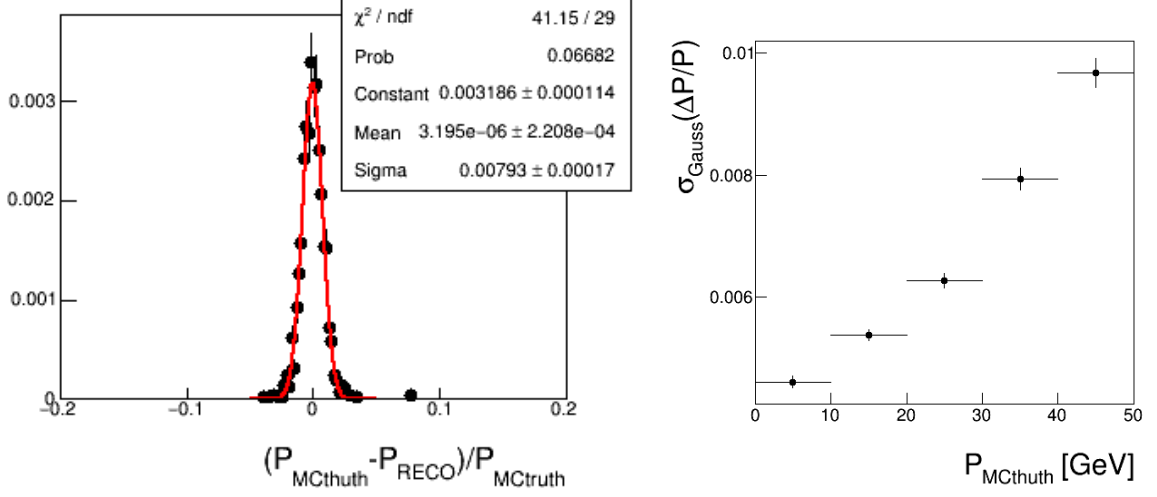 χ² / ndf 41.15 / 29
Prob 0.06682
Constant 0.003186 ± 0.000114
Mean 3.195e−06 ± 2.208e−04
Sigma 0.00793 ± 0.00017
0.003
0.002
0.001
0
−0.2 −0.1 0 0.1 0.2
(P_MCthuth-P_RECO)/P_MCtruth
σ_Gauss(ΔP/P)
0.01
0.008
0.006
0 10 20 30 40 50
P_MCthuth [GeV]